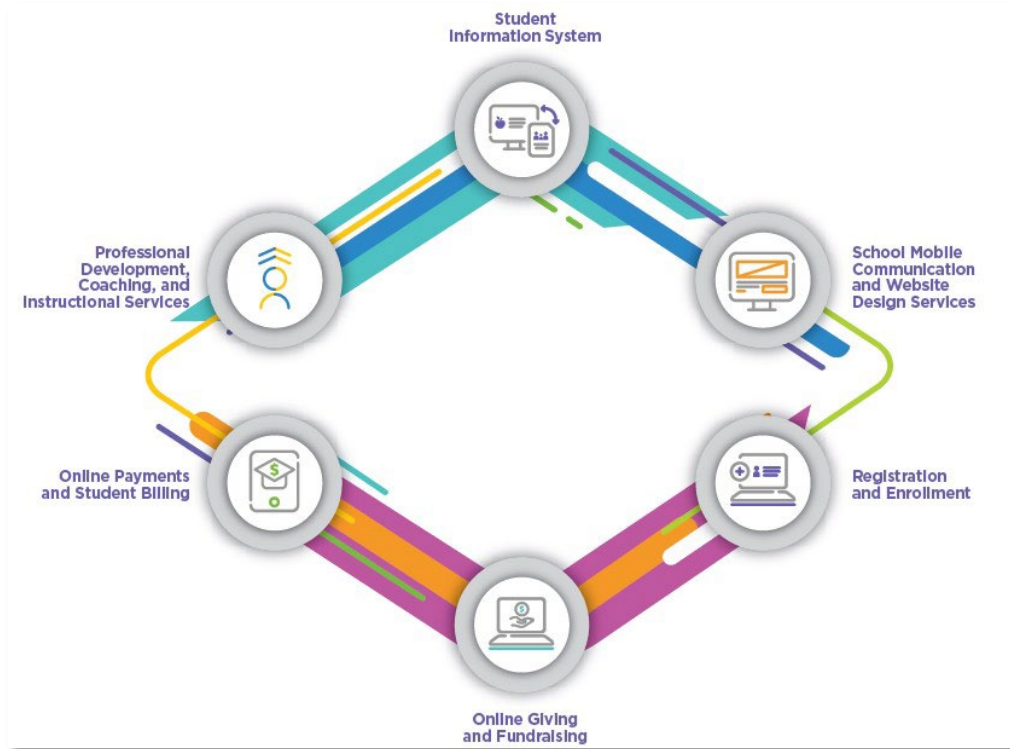 Student
Information System
Professional
Development,
Coaching, and
Instructional Services
School Mobile
Communication
and Website
Design Services
Online Payments
and Student Billing
$
Registration
and Enrollment
$
Online Giving
and Fundraising